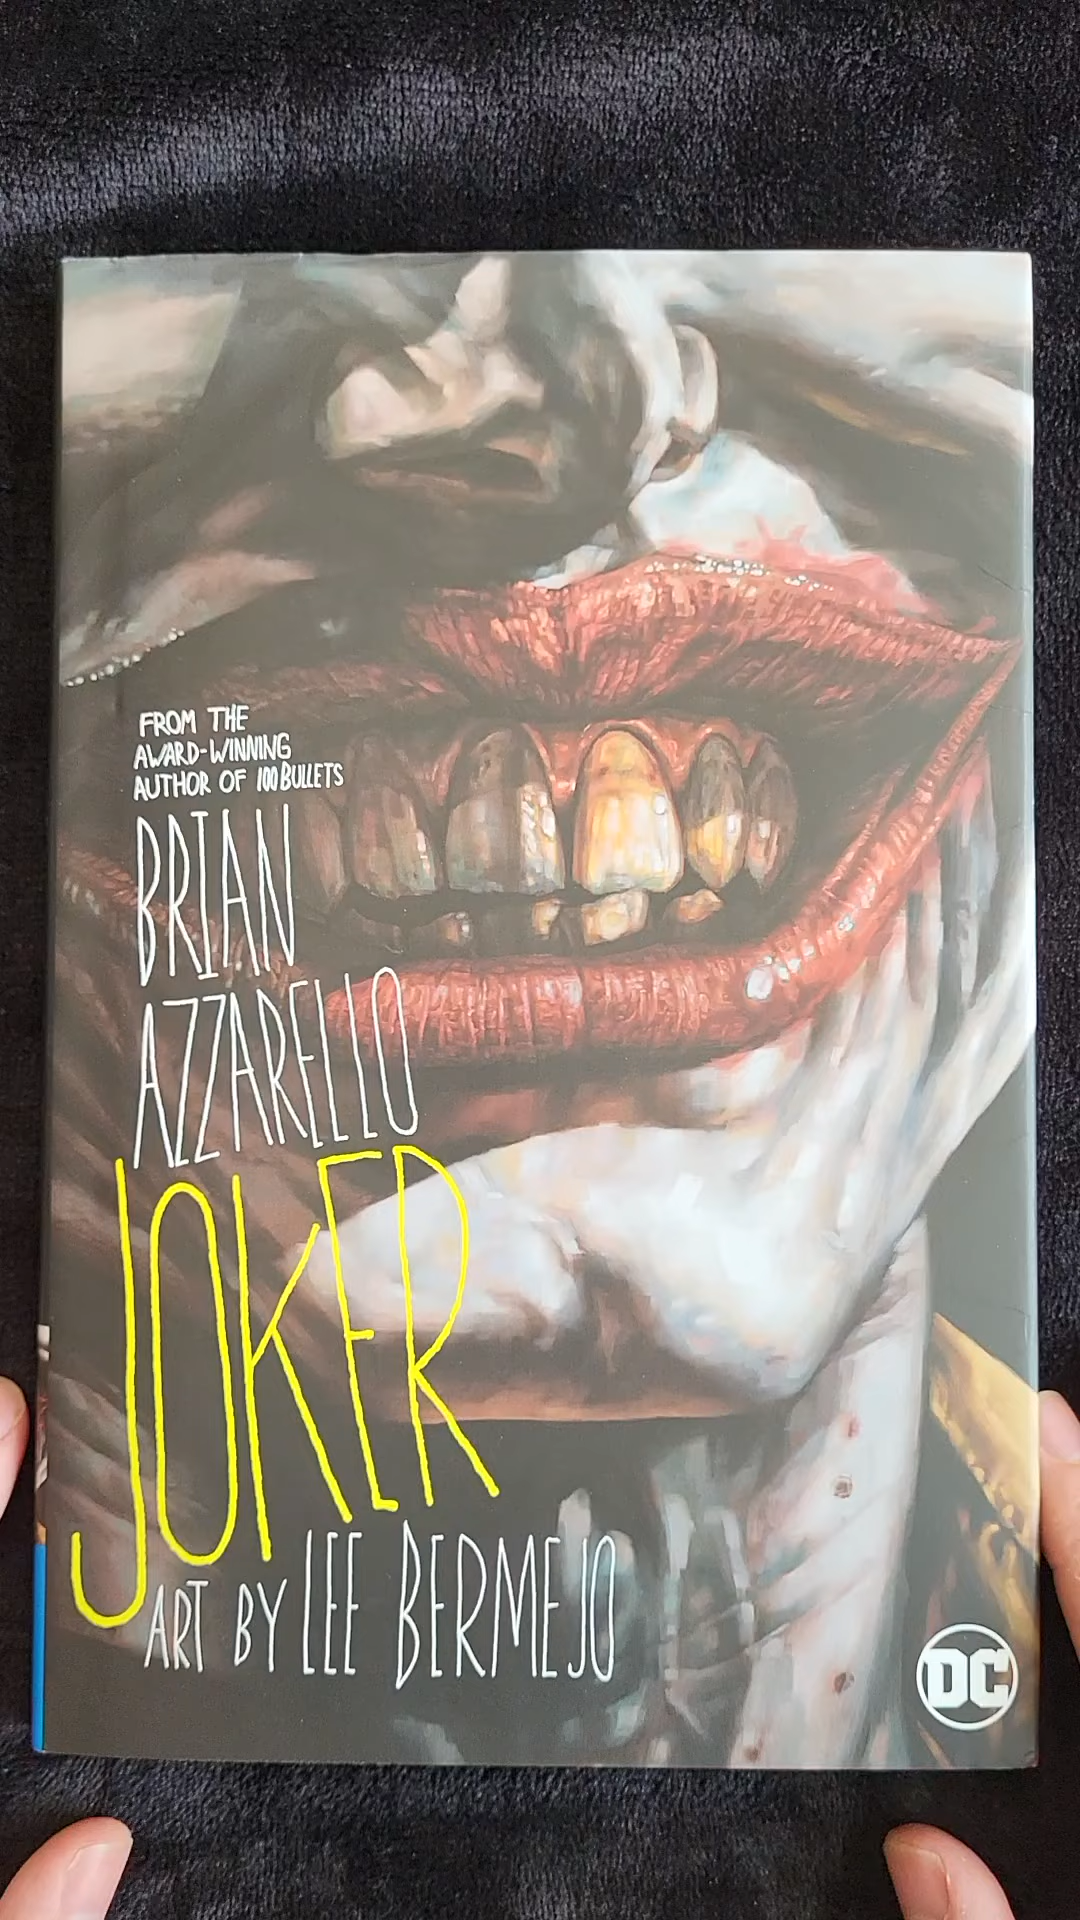 FROM THE
AWARD-WINNING
AUTHOR OF 100 BULLETS
BRIAN
AZZARELLO
JOKER
ART BY LEE BERMEJO
DC